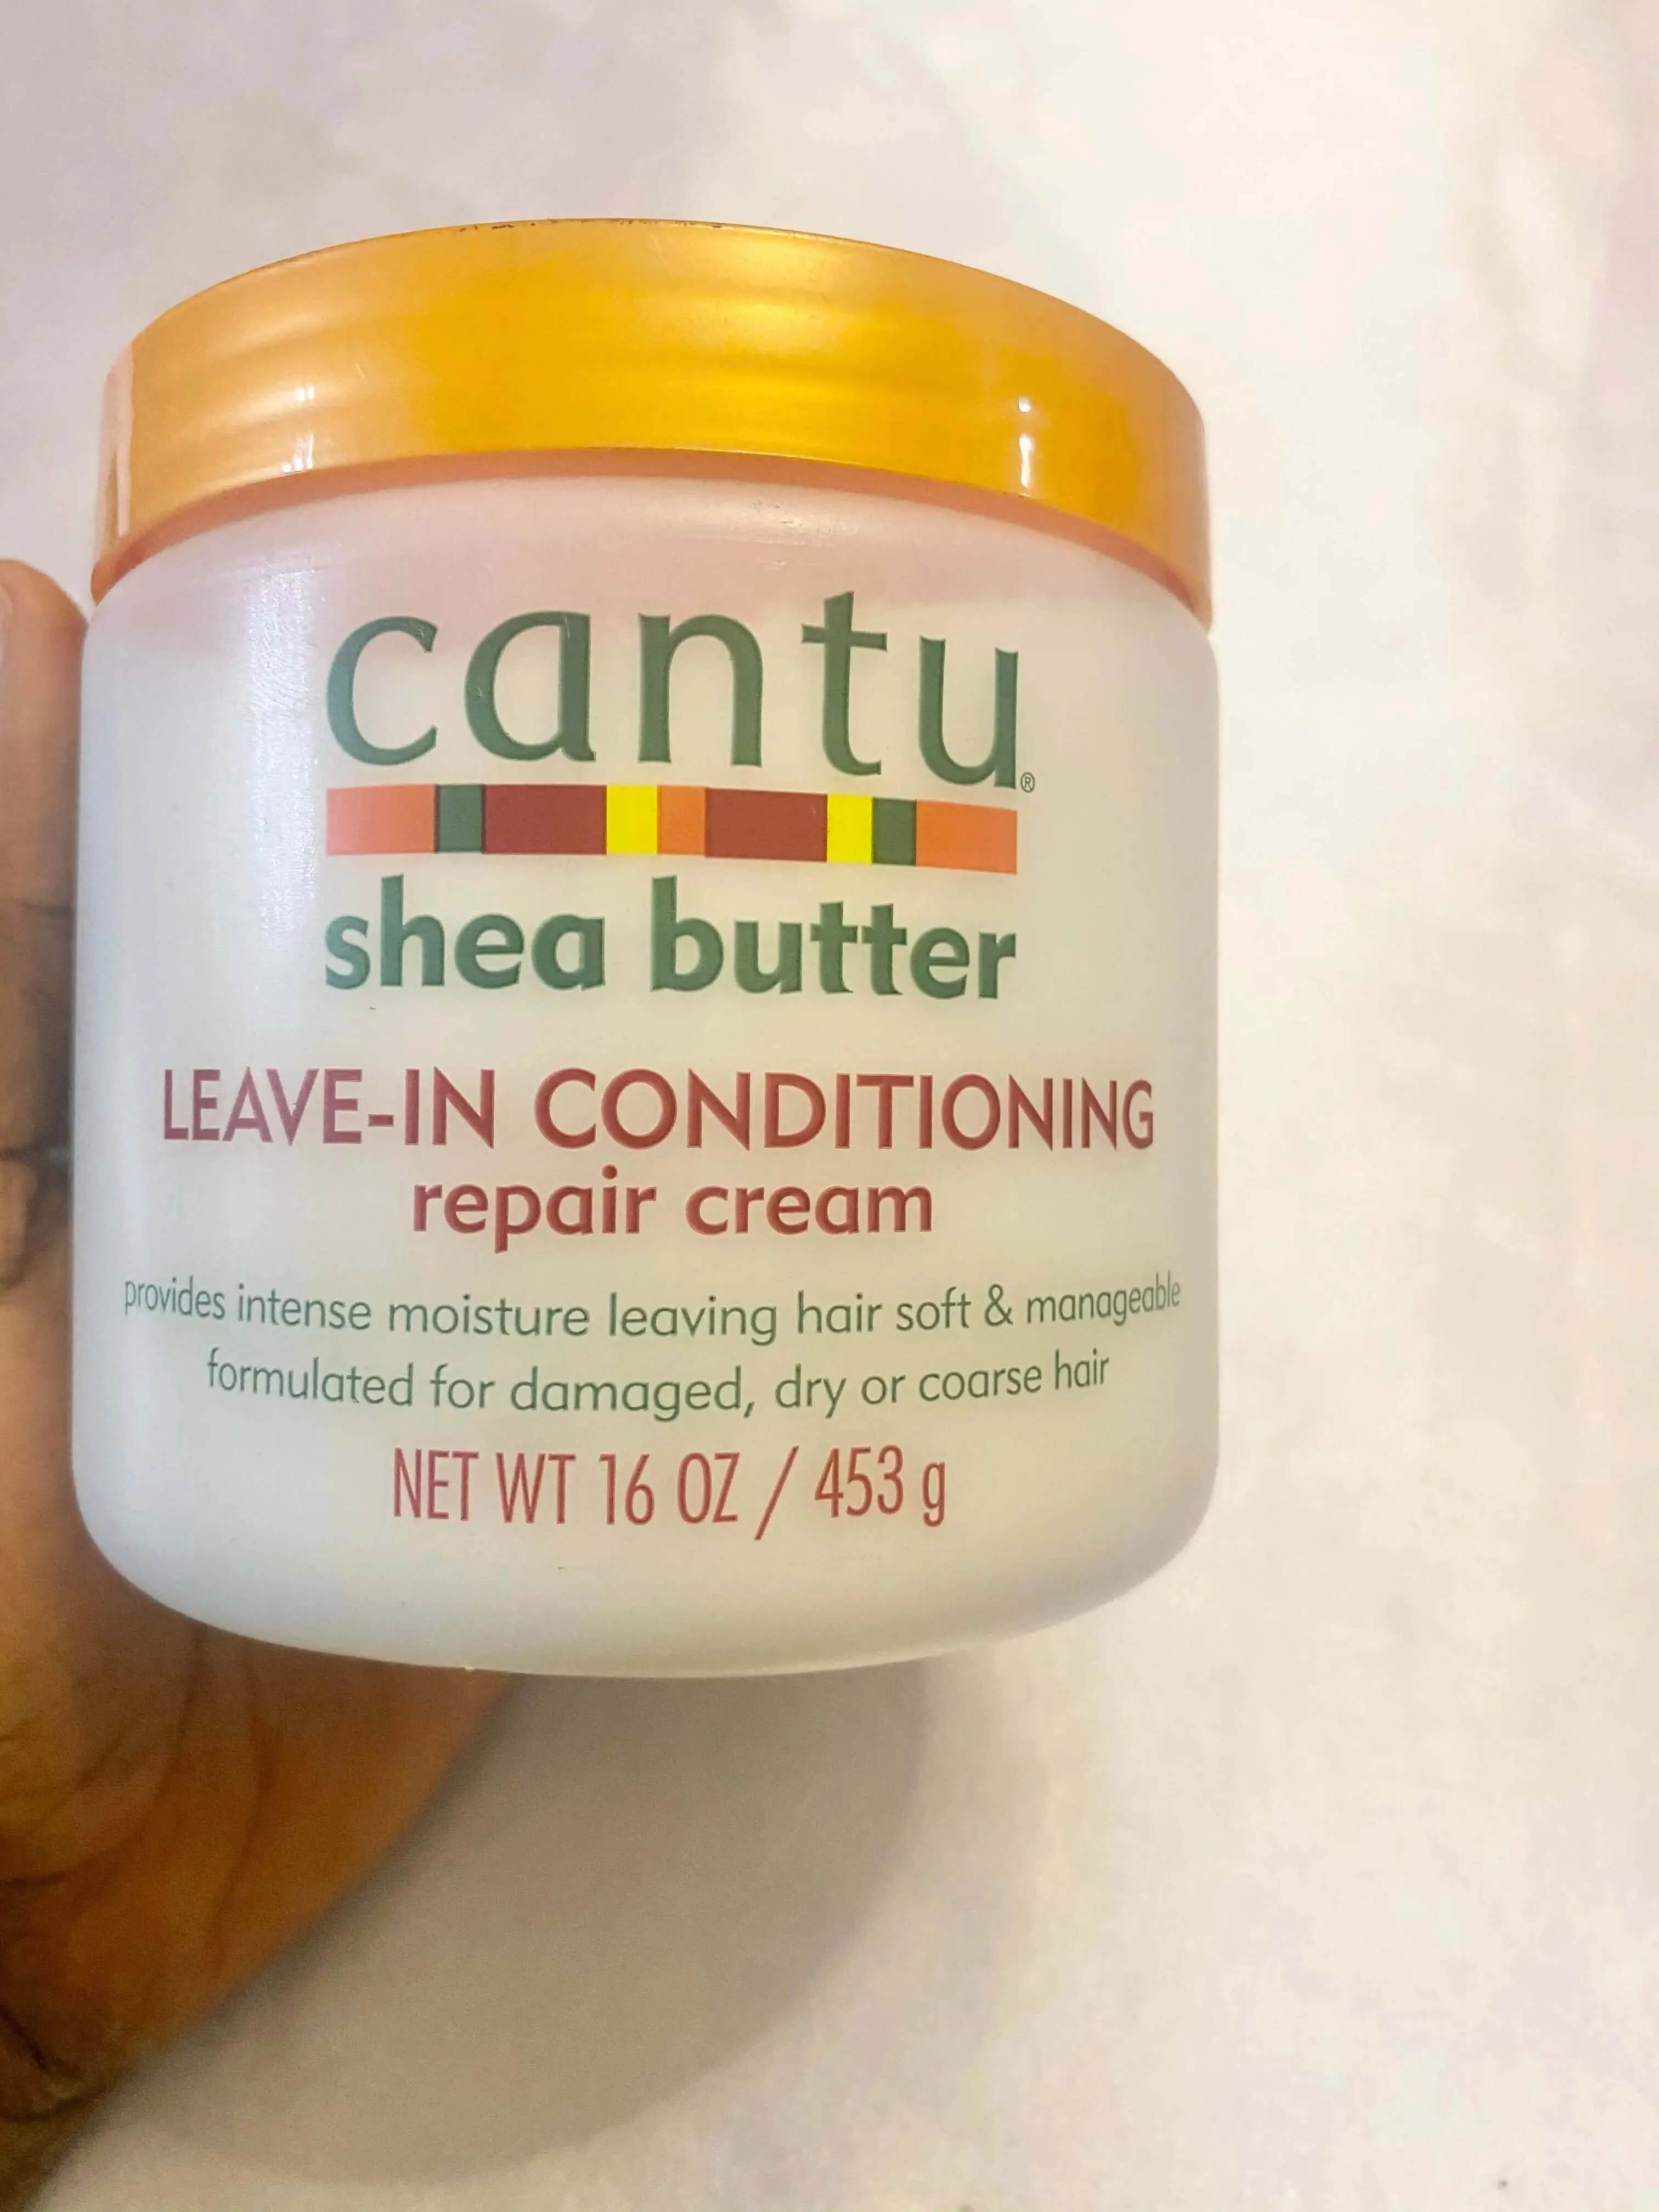 cantu®
shea butter
LEAVE-IN CONDITIONING
repair cream
provides intense moisture leaving hair soft & manageable
formulated for damaged, dry or coarse hair
NET WT 16 OZ / 453 g